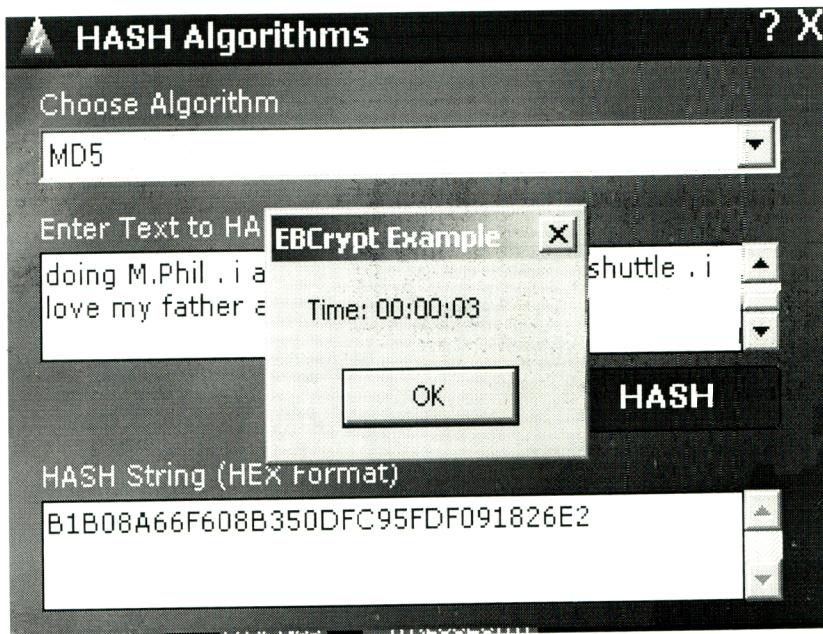 HASH Algorithms ? X
Choose Algorithm
MD5
Enter Text to HA
EBCrypt Example X
doing M.Phil . i a
shuttle . i
love my father a
Time: 00:00:03
OK
HASH
HASH String (HEX Format)
B1B08A66F608B350DFC95FDF091826E2